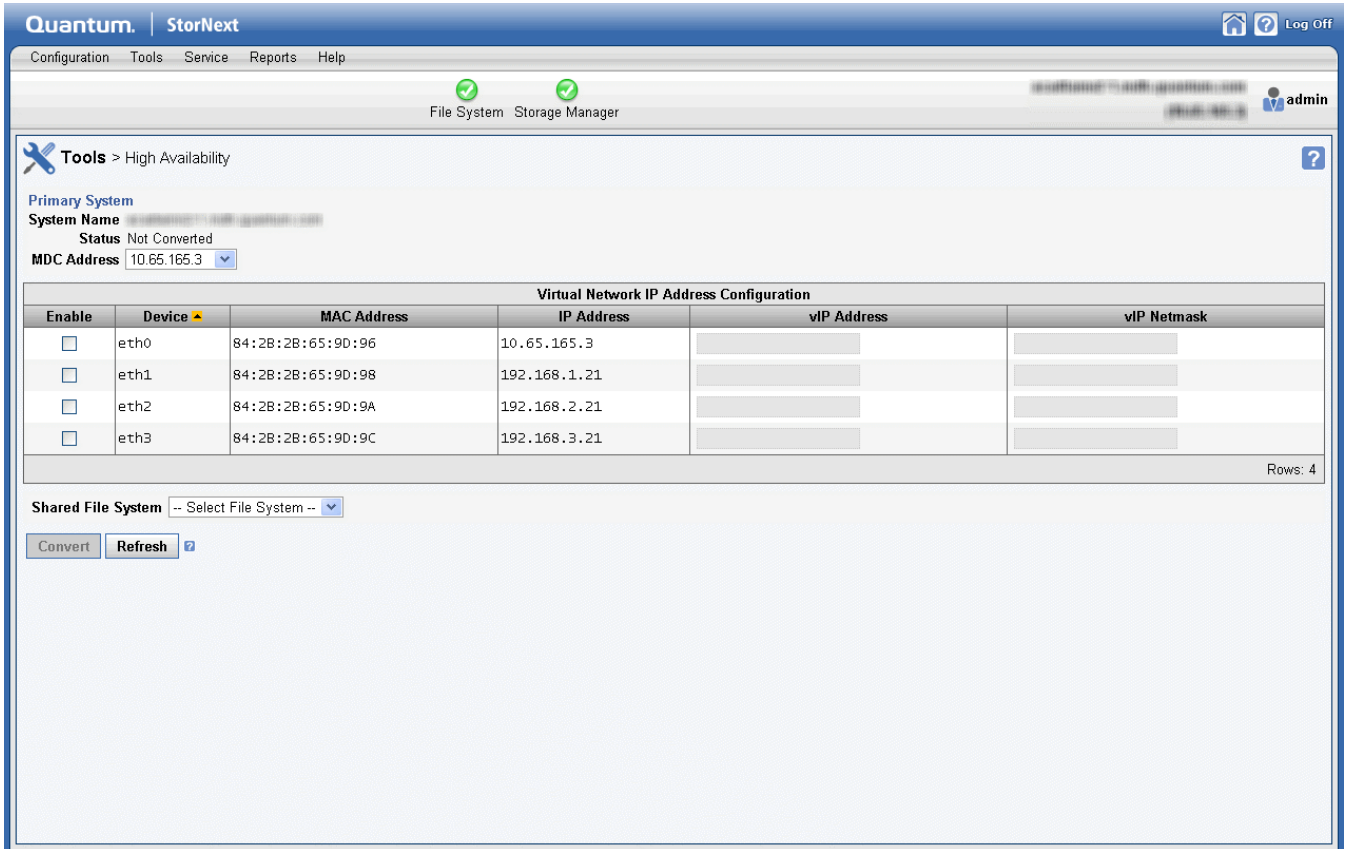 Quantum. | StorNext Log Off
Configuration Tools Service Reports Help
File System Storage Manager admin
Tools > High Availability
Primary System
System Name
Status Not Converted
MDC Address 10.65.165.3
Virtual Network IP Address Configuration
Enable Device MAC Address IP Address vIP Address vIP Netmask
eth0 84:2B:2B:65:9D:96 10.65.165.3
eth1 84:2B:2B:65:9D:98 192.168.1.21
eth2 84:2B:2B:65:9D:9A 192.168.2.21
eth3 84:2B:2B:65:9D:9C 192.168.3.21
Rows: 4
Shared File System -- Select File System --
Convert Refresh